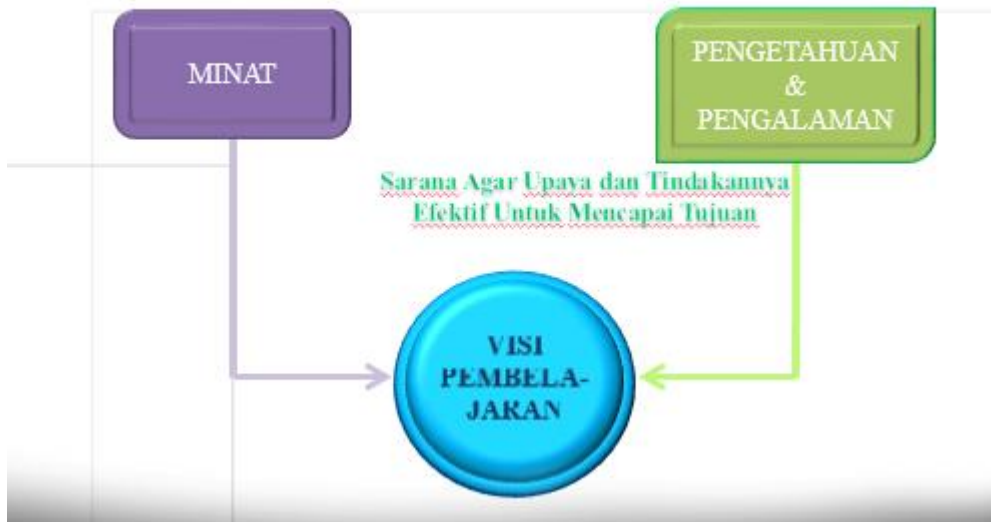 MINAT
PENGETAHUAN
&
PENGALAMAN
Sarana Agar Upaya dan Tindakannya
Efektif Untuk Mencapai Tujuan
VISI
PEMBELA-
JARAN